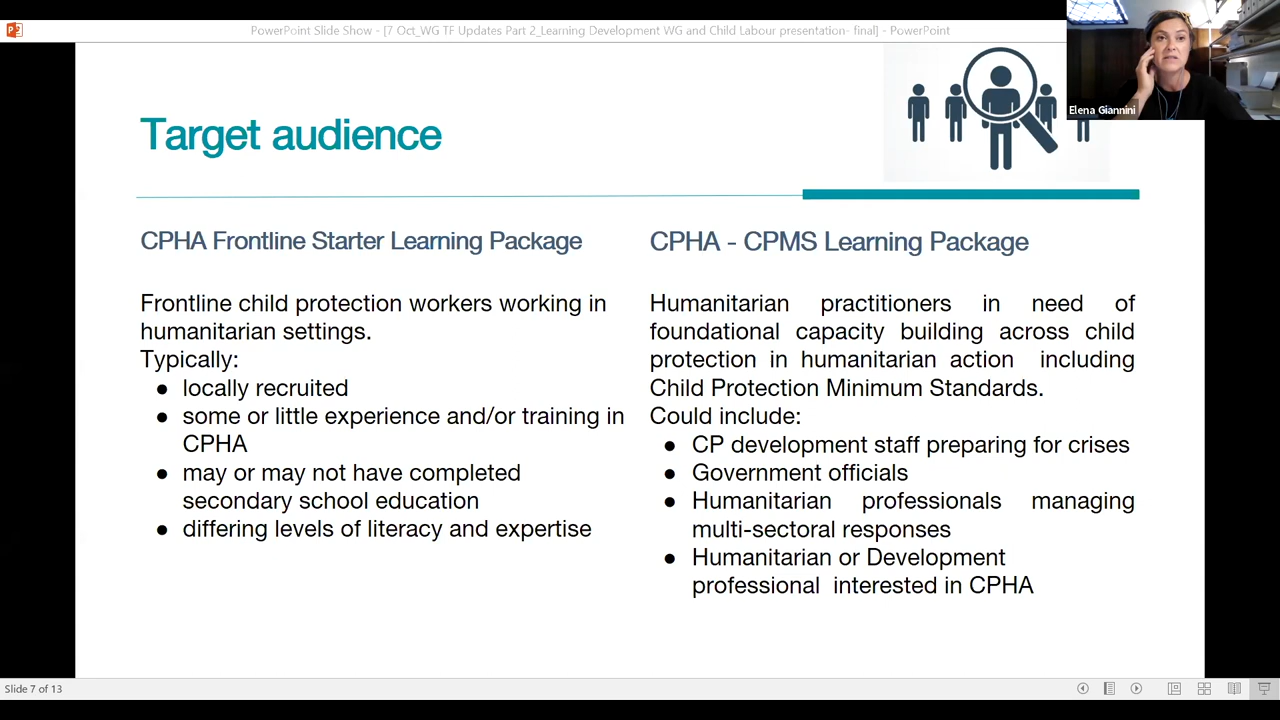 PowerPoint Slide Show - [7 Oct_WG TF Updates Part 2_Learning Development WG and Child Labour presentation- final] - PowerPoint
Elena Giannini
Target audience
CPHA Frontline Starter Learning Package
Frontline child protection workers working in
humanitarian settings.
Typically:
● locally recruited
● some or little experience and/or training in
CPHA
● may or may not have completed
secondary school education
● differing levels of literacy and expertise
CPHA - CPMS Learning Package
Humanitarian practitioners in need of
foundational capacity building across child
protection in humanitarian action including
Child Protection Minimum Standards.
Could include:
● CP development staff preparing for crises
● Government officials
● Humanitarian professionals managing
multi-sectoral responses
● Humanitarian or Development
professional interested in CPHA
Slide 7 of 13